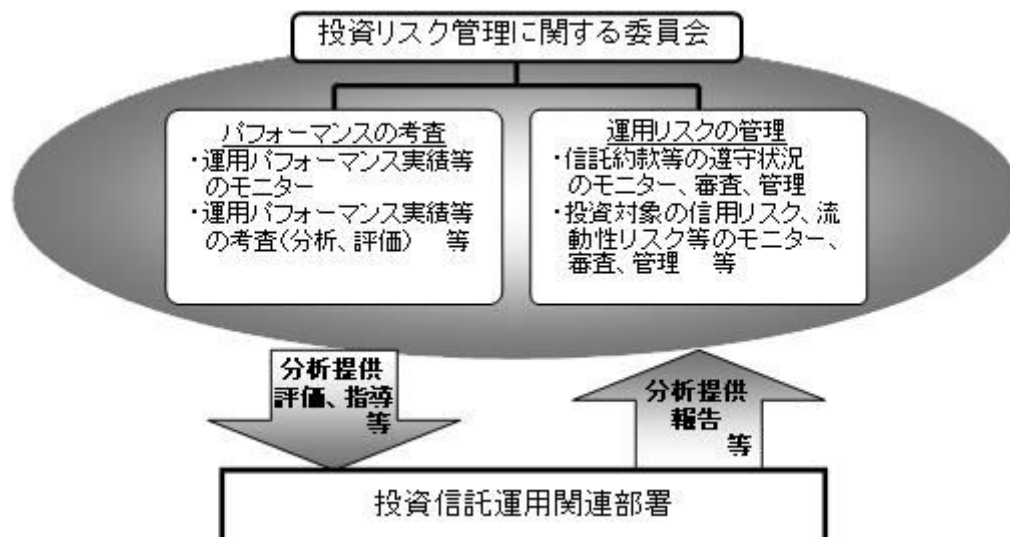 投資リスク管理に関する委員会
パフォーマンスの考査
・運用パフォーマンス実績等
のモニター
・運用パフォーマンス実績等
の考査(分析、評価)　等
運用リスクの管理
・信託約款等の遵守状況
のモニター、審査、管理
・投資対象の信用リスク、流
動性リスク等のモニター、
審査、管理　等
分析提供
評価、指導
等
分析提供
報告
等
投資信託運用関連部署